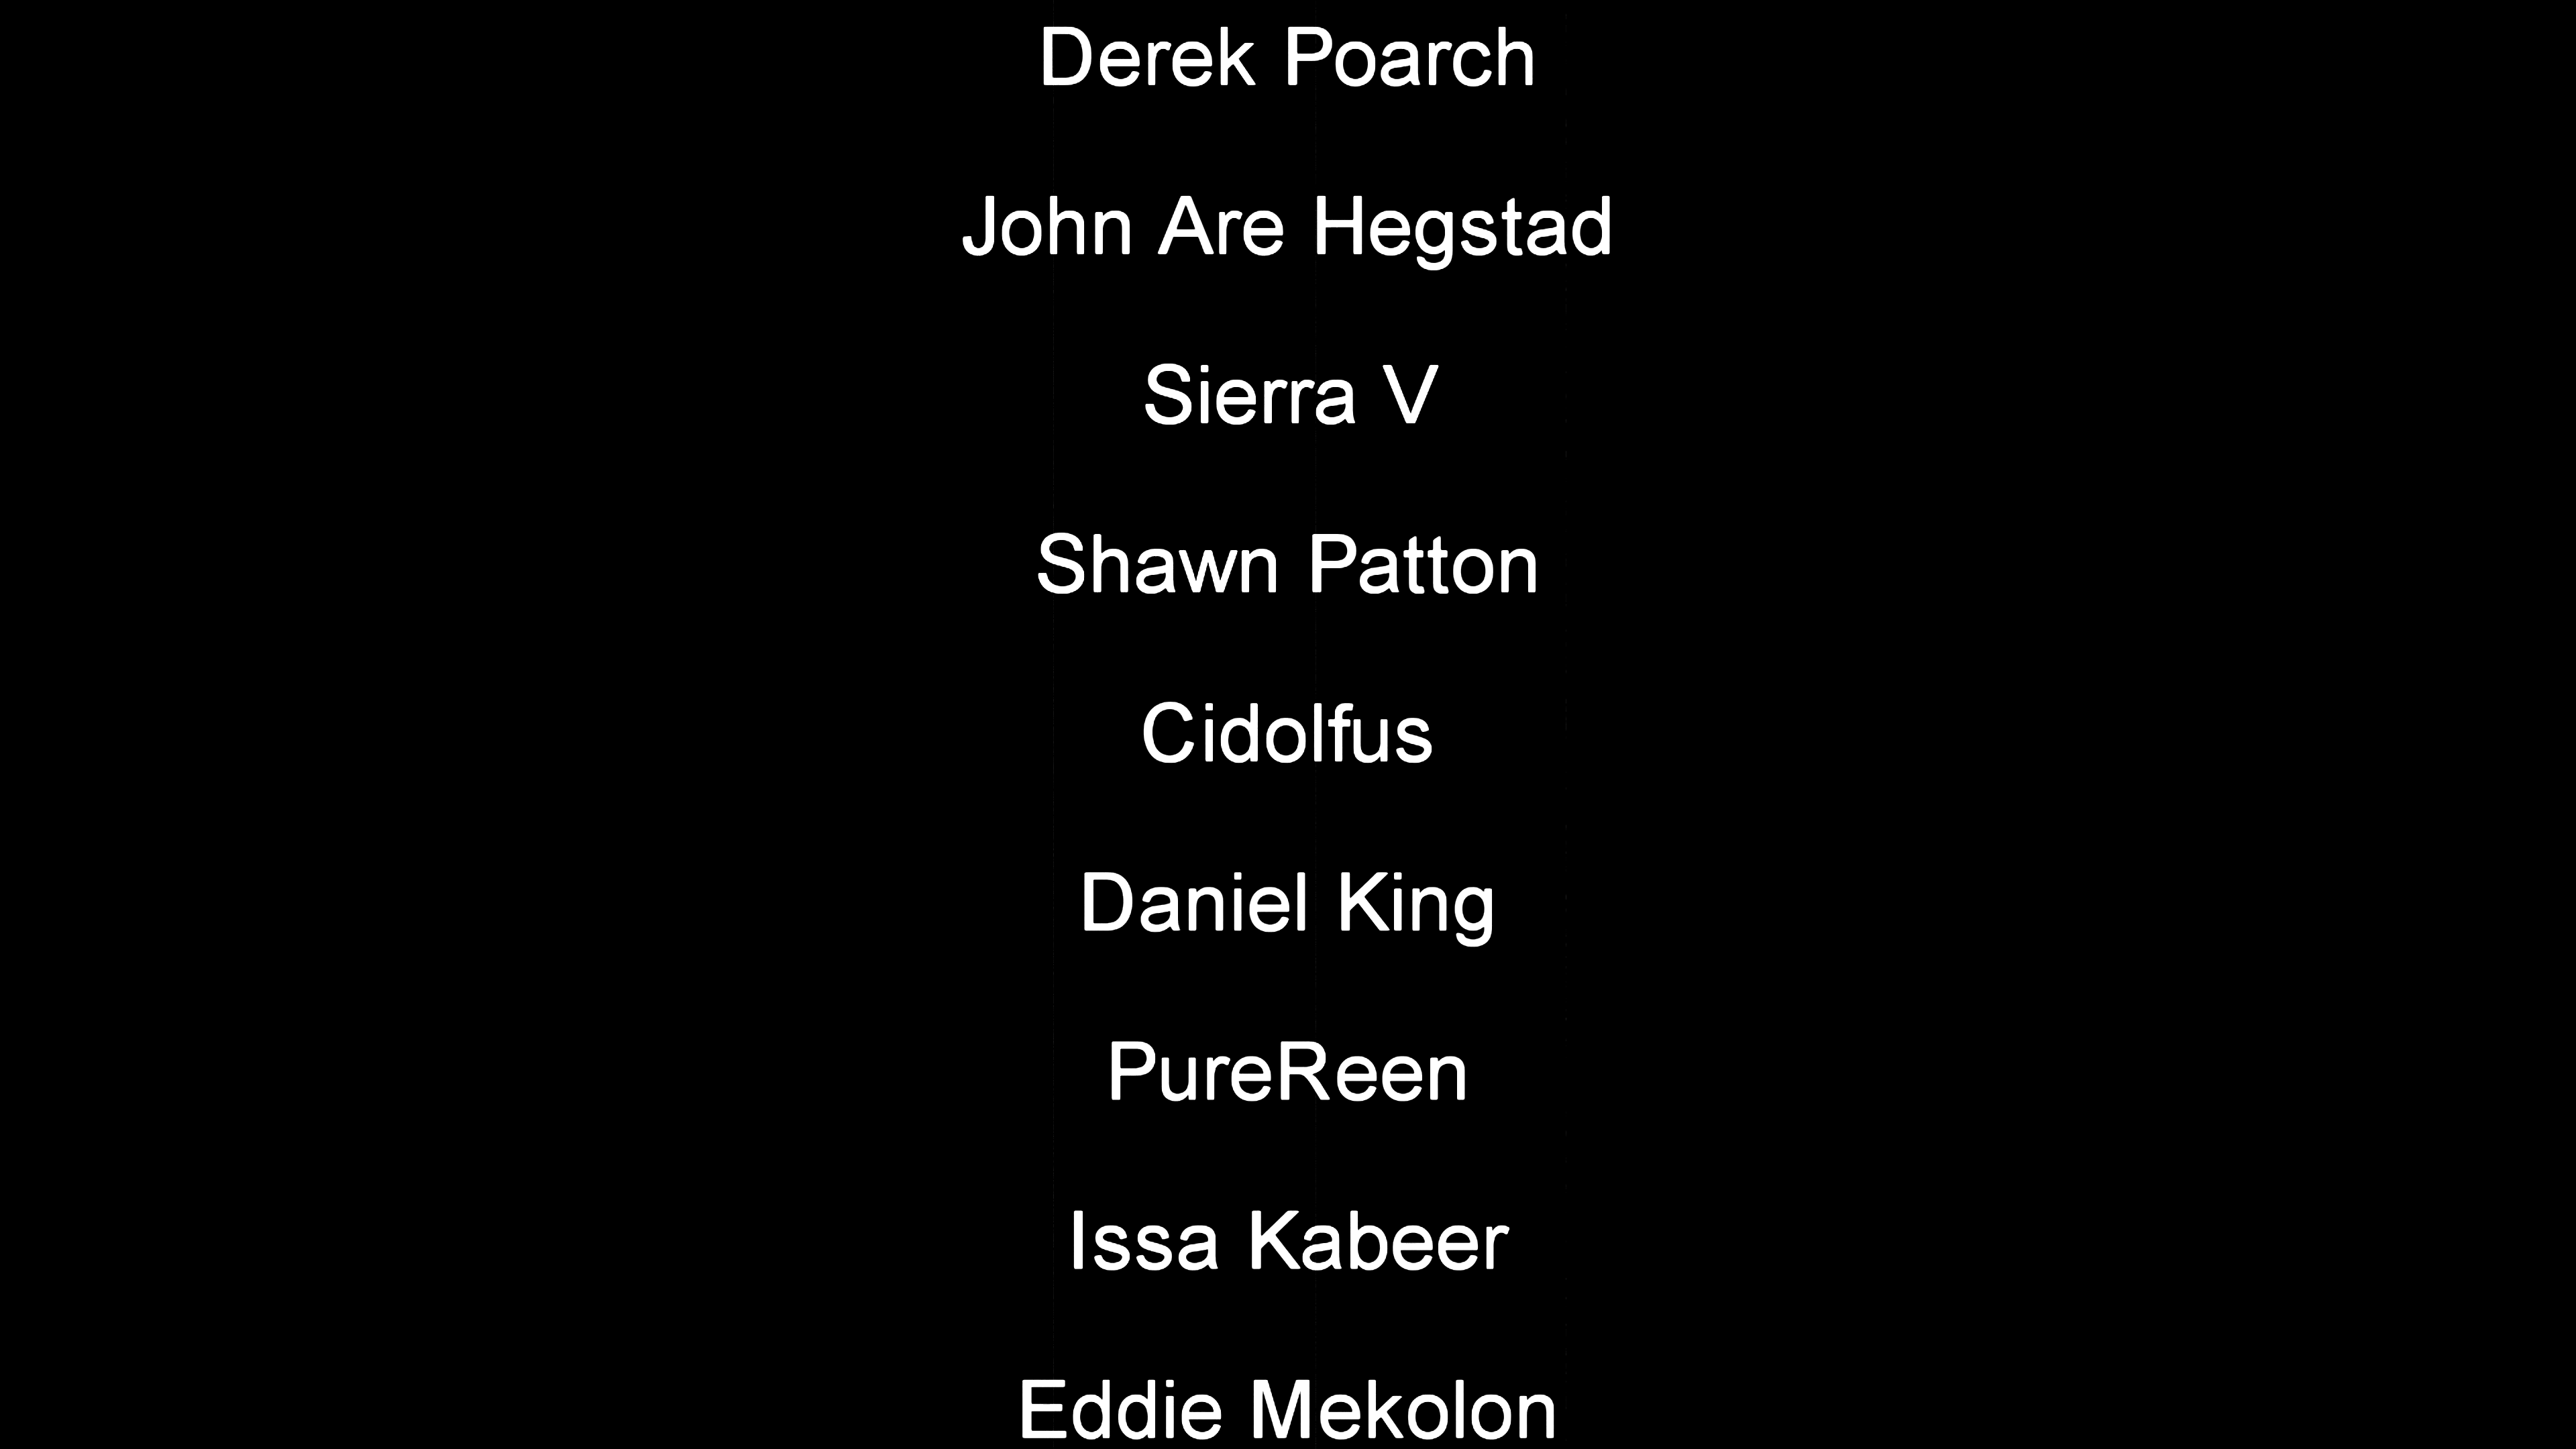 Derek Poarch
John Are Hegstad
Sierra V
Shawn Patton
Cidolfus
Daniel King
PureReen
Issa Kabeer
Eddie Mekolon